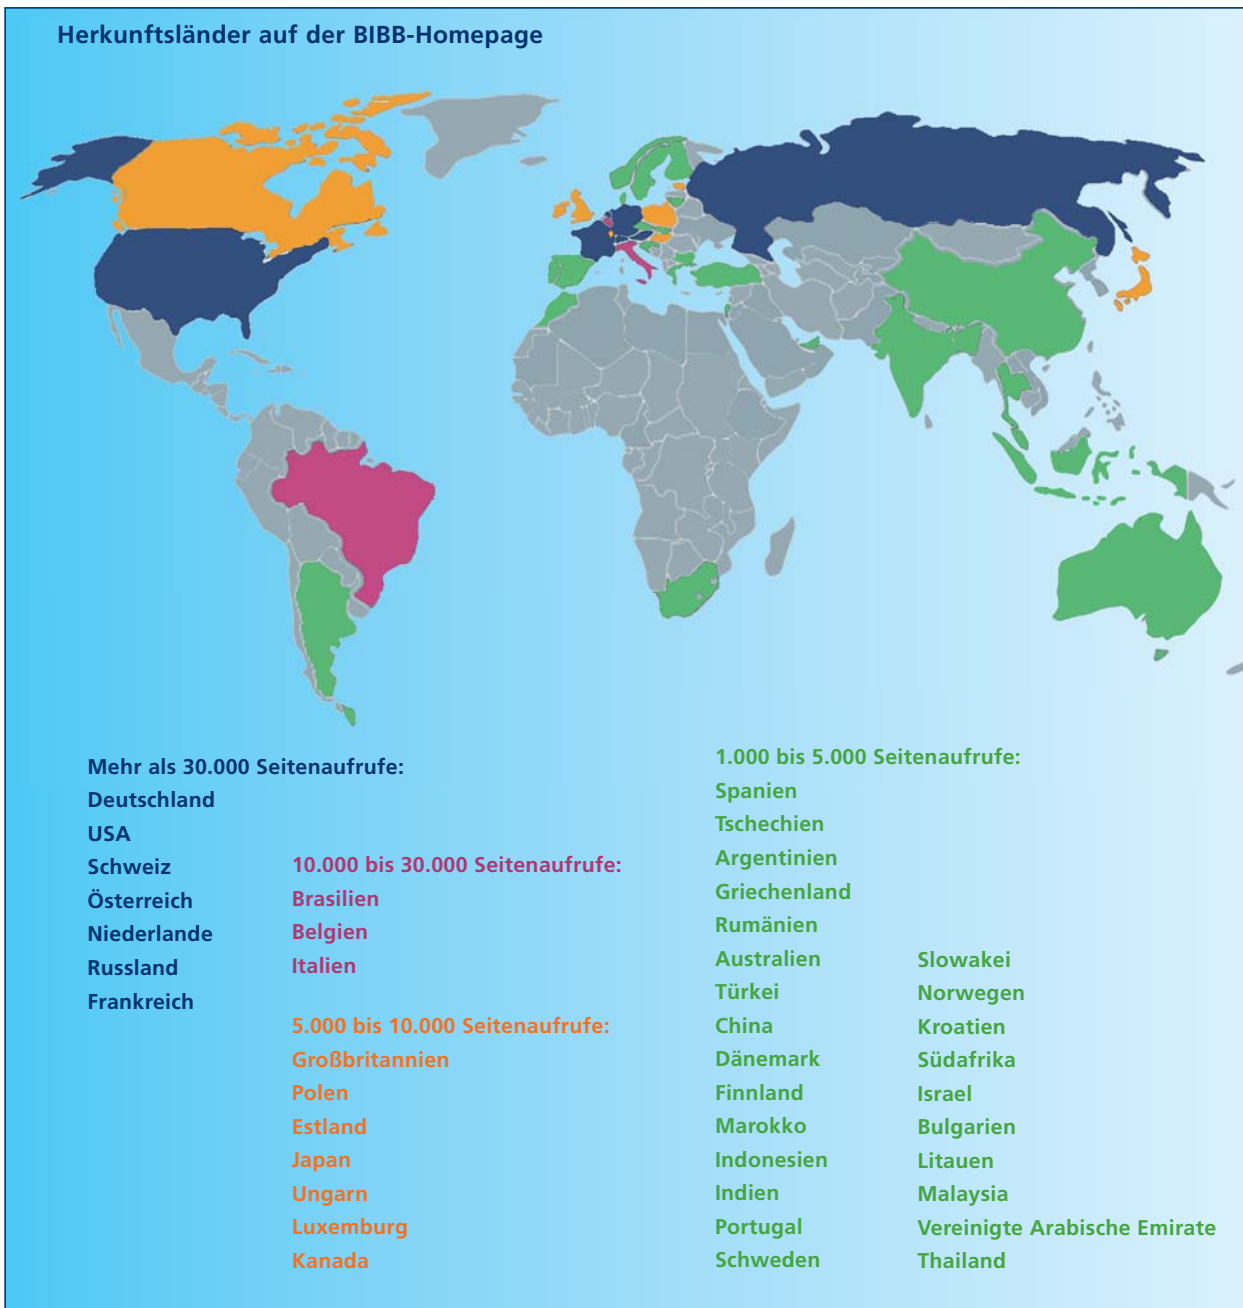 Herkunftsländer auf der BIBB-Homepage
Mehr als 30.000 Seitenaufrufe:
Deutschland
USA
Schweiz
Österreich
Niederlande
Russland
Frankreich
10.000 bis 30.000 Seitenaufrufe:
Brasilien
Belgien
Italien
5.000 bis 10.000 Seitenaufrufe:
Großbritannien
Polen
Estland
Japan
Ungarn
Luxemburg
Kanada
1.000 bis 5.000 Seitenaufrufe:
Spanien
Tschechien
Argentinien
Griechenland
Rumänien
Australien
Türkei
China
Dänemark
Finnland
Marokko
Indonesien
Indien
Portugal
Schweden
Slowakei
Norwegen
Kroatien
Südafrika
Israel
Bulgarien
Litauen
Malaysia
Vereinigte Arabische Emirate
Thailand